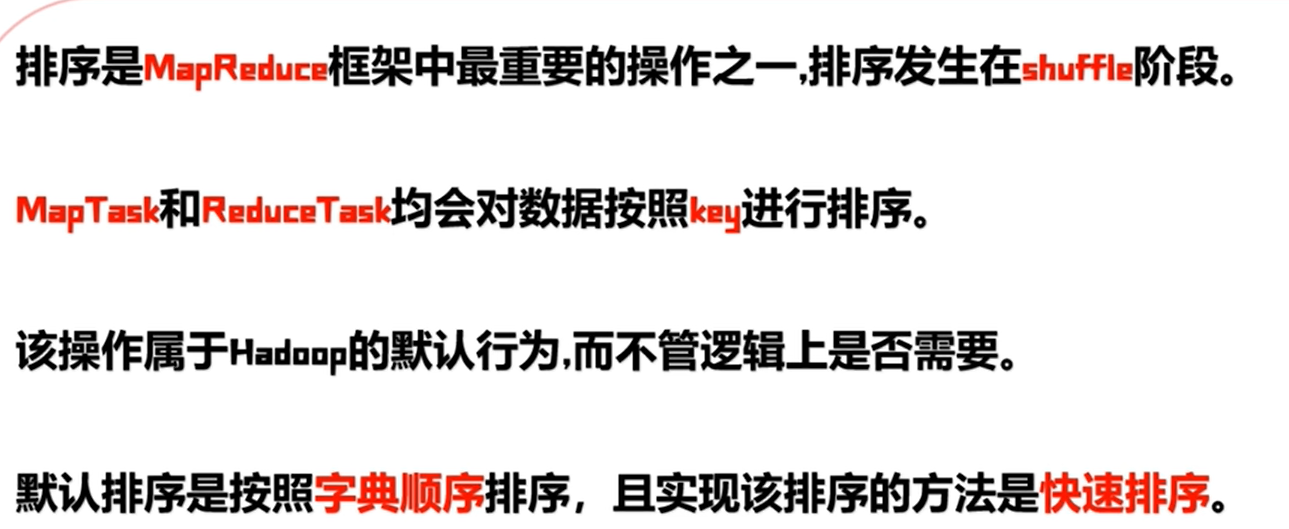 排序是MapReduce框架中最重要的操作之一,排序发生在shuffle阶段。
MapTask和ReduceTask均会对数据按照key进行排序。
该操作属于Hadoop的默认行为,而不管逻辑上是否需要。
默认排序是按照字典顺序排序，且实现该排序的方法是快速排序。